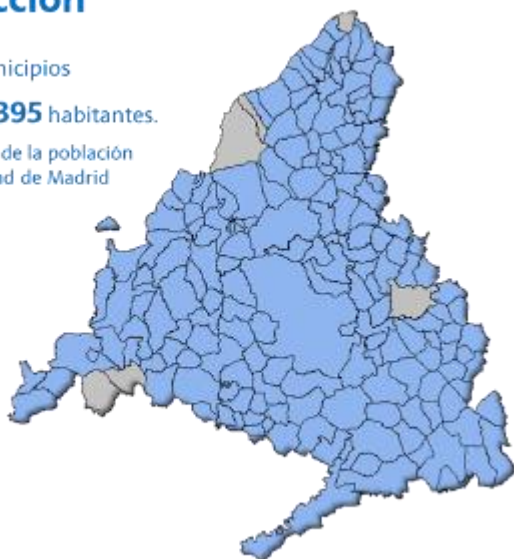 cción
nicipios
395 habitantes.
de la población
ad de Madrid